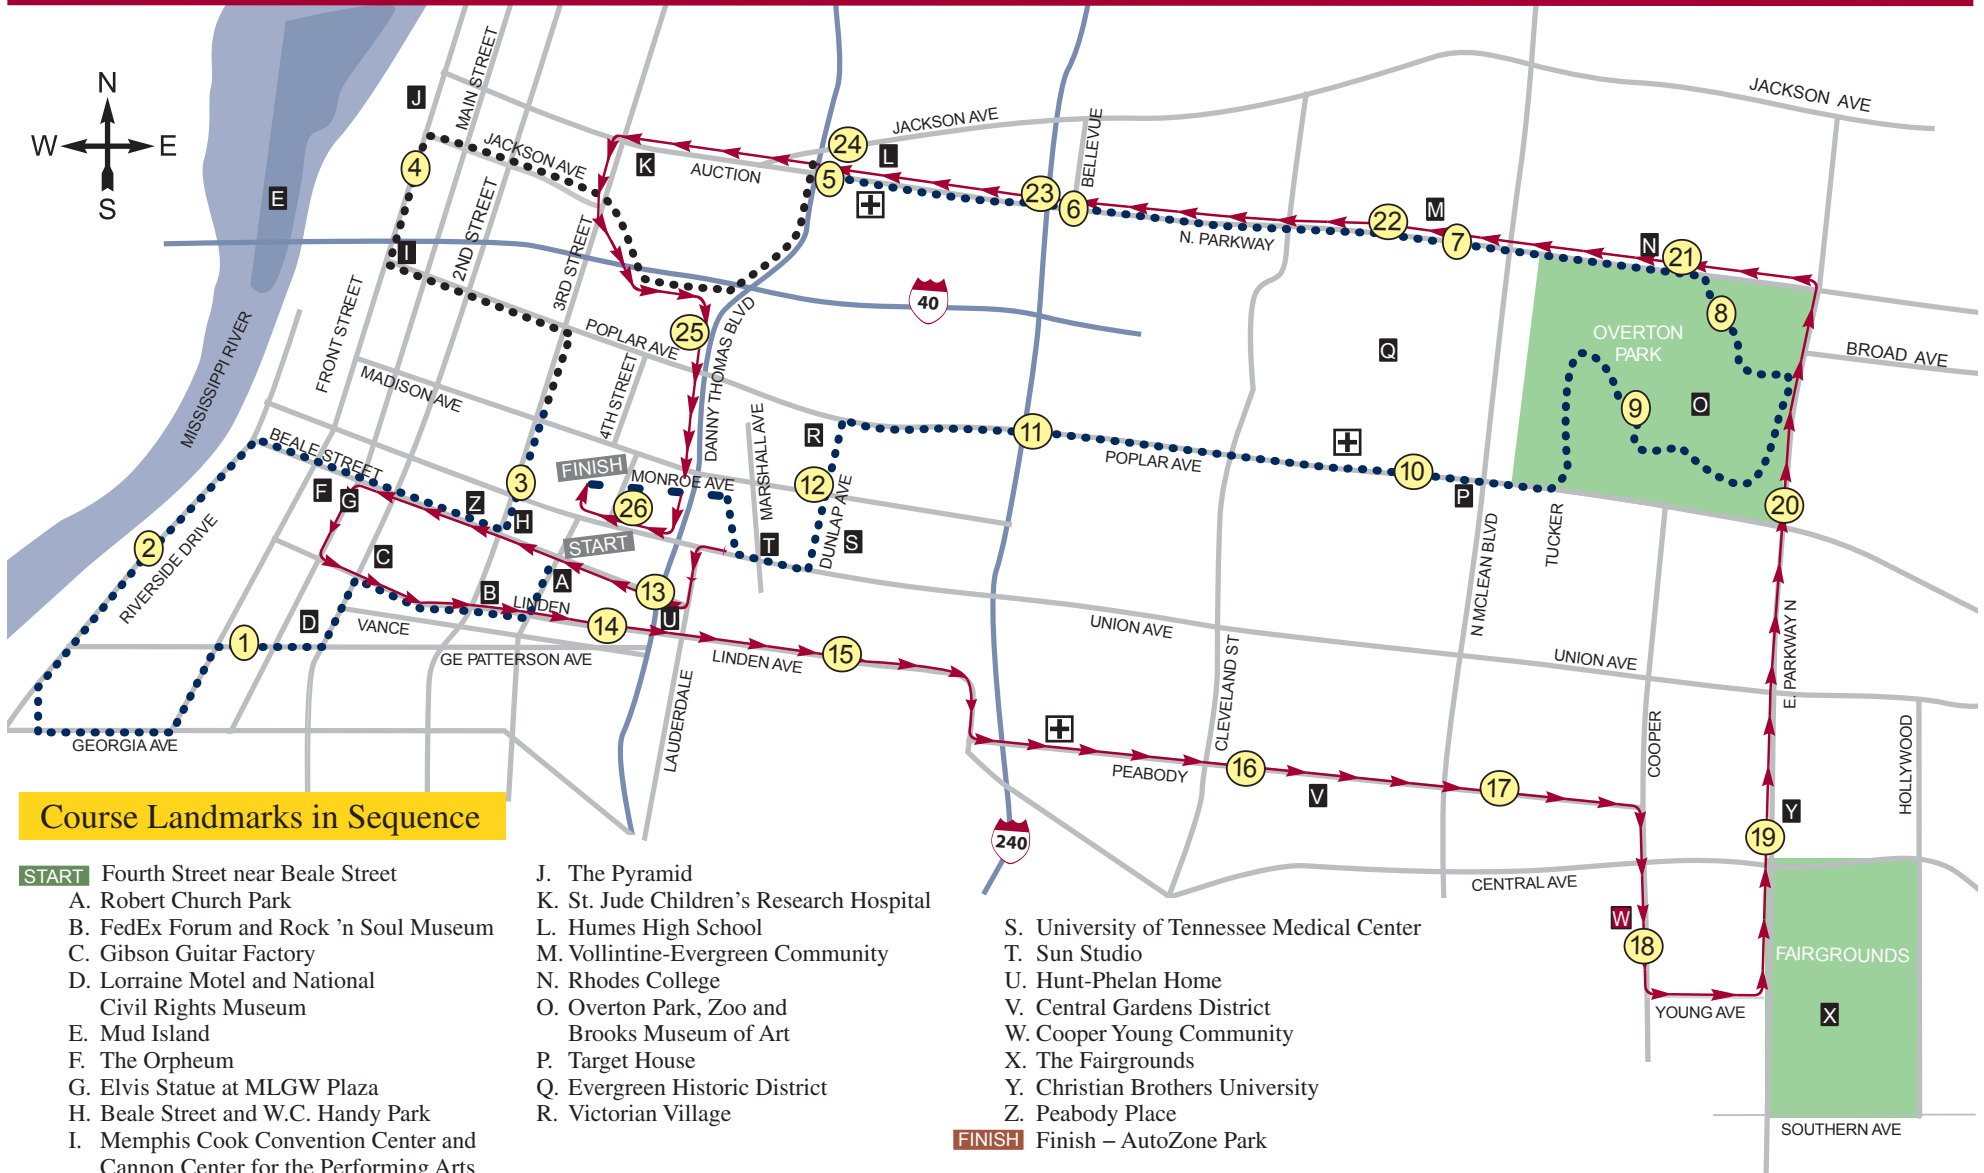 N
W E
S
J
MAIN STREET
JACKSON AVE
4
E
I
2ND STREET
3RD STREET
K
AUCTION
5
24
L
JACKSON AVE
BELLEVUE
23
6
N. PARKWAY
22
M
7
N
21
JACKSON AVE
8
OVERTON
PARK
BROAD AVE
9
O
40
Q
25
DANNY THOMAS BLVD
POPLAR AVE
4TH STREET
FRONT STREET
MISSISSIPPI RIVER
MADISON AVE
BEALE STREET
F
G
Z
3
H
FINISH
MONROE AVE
26
START
MARSHALL AVE
R
12
DUNLAP AVE
S
T
11
POPLAR AVE
10
P
N MCLEAN BLVD
TUCKER
20
2
RIVERSIDE DRIVE
C
A
B
LINDEN
13
U
14
D
VANCE
1
GE PATTERSON AVE
GEORGIA AVE
LINDEN AVE
15
LAUDERDALE
UNION AVE
UNION AVE
CLEVELAND ST
E. PARKWAY N
COOPER
HOLLYWOOD
PEABODY
16
V
17
Y
19
240
CENTRAL AVE
W
18
FAIRGROUNDS
X
YOUNG AVE
SOUTHERN AVE
Course Landmarks in Sequence
START Fourth Street near Beale Street
A. Robert Church Park
B. FedEx Forum and Rock ’n Soul Museum
C. Gibson Guitar Factory
D. Lorraine Motel and National
Civil Rights Museum
E. Mud Island
F. The Orpheum
G. Elvis Statue at MLGW Plaza
H. Beale Street and W.C. Handy Park
I. Memphis Cook Convention Center and
Cannon Center for the Performing Arts
J. The Pyramid
K. St. Jude Children’s Research Hospital
L. Humes High School
M. Vollintine-Evergreen Community
N. Rhodes College
O. Overton Park, Zoo and
Brooks Museum of Art
P. Target House
Q. Evergreen Historic District
R. Victorian Village
S. University of Tennessee Medical Center
T. Sun Studio
U. Hunt-Phelan Home
V. Central Gardens District
W. Cooper Young Community
X. The Fairgrounds
Y. Christian Brothers University
Z. Peabody Place
FINISH Finish – AutoZone Park